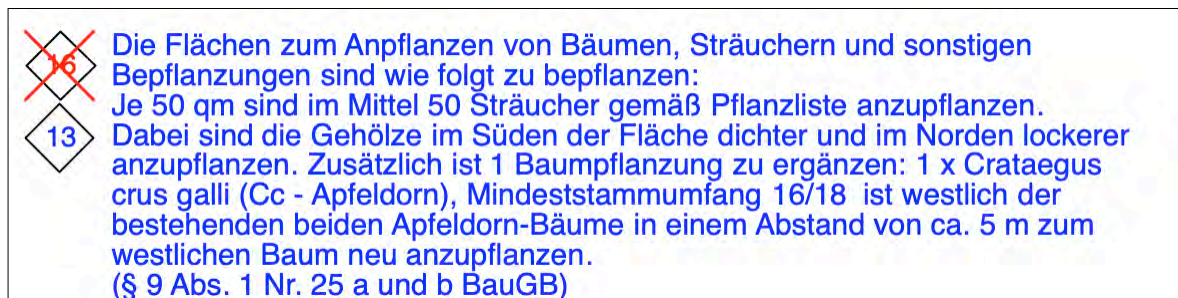 16 Die Flächen zum Anpflanzen von Bäumen, Sträuchern und sonstigen
Bepflanzungen sind wie folgt zu bepflanzen:
Je 50 qm sind im Mittel 50 Sträucher gemäß Pflanzliste anzupflanzen.
13 Dabei sind die Gehölze im Süden der Fläche dichter und im Norden lockerer
anzupflanzen. Zusätzlich ist 1 Baumpflanzung zu ergänzen: 1 x Crataegus
crus galli (Cc - Apfeldorn), Mindeststammumfang 16/18 ist westlich der
bestehenden beiden Apfeldorn-Bäume in einem Abstand von ca. 5 m zum
westlichen Baum neu anzupflanzen.
(§ 9 Abs. 1 Nr. 25 a und b BauGB)